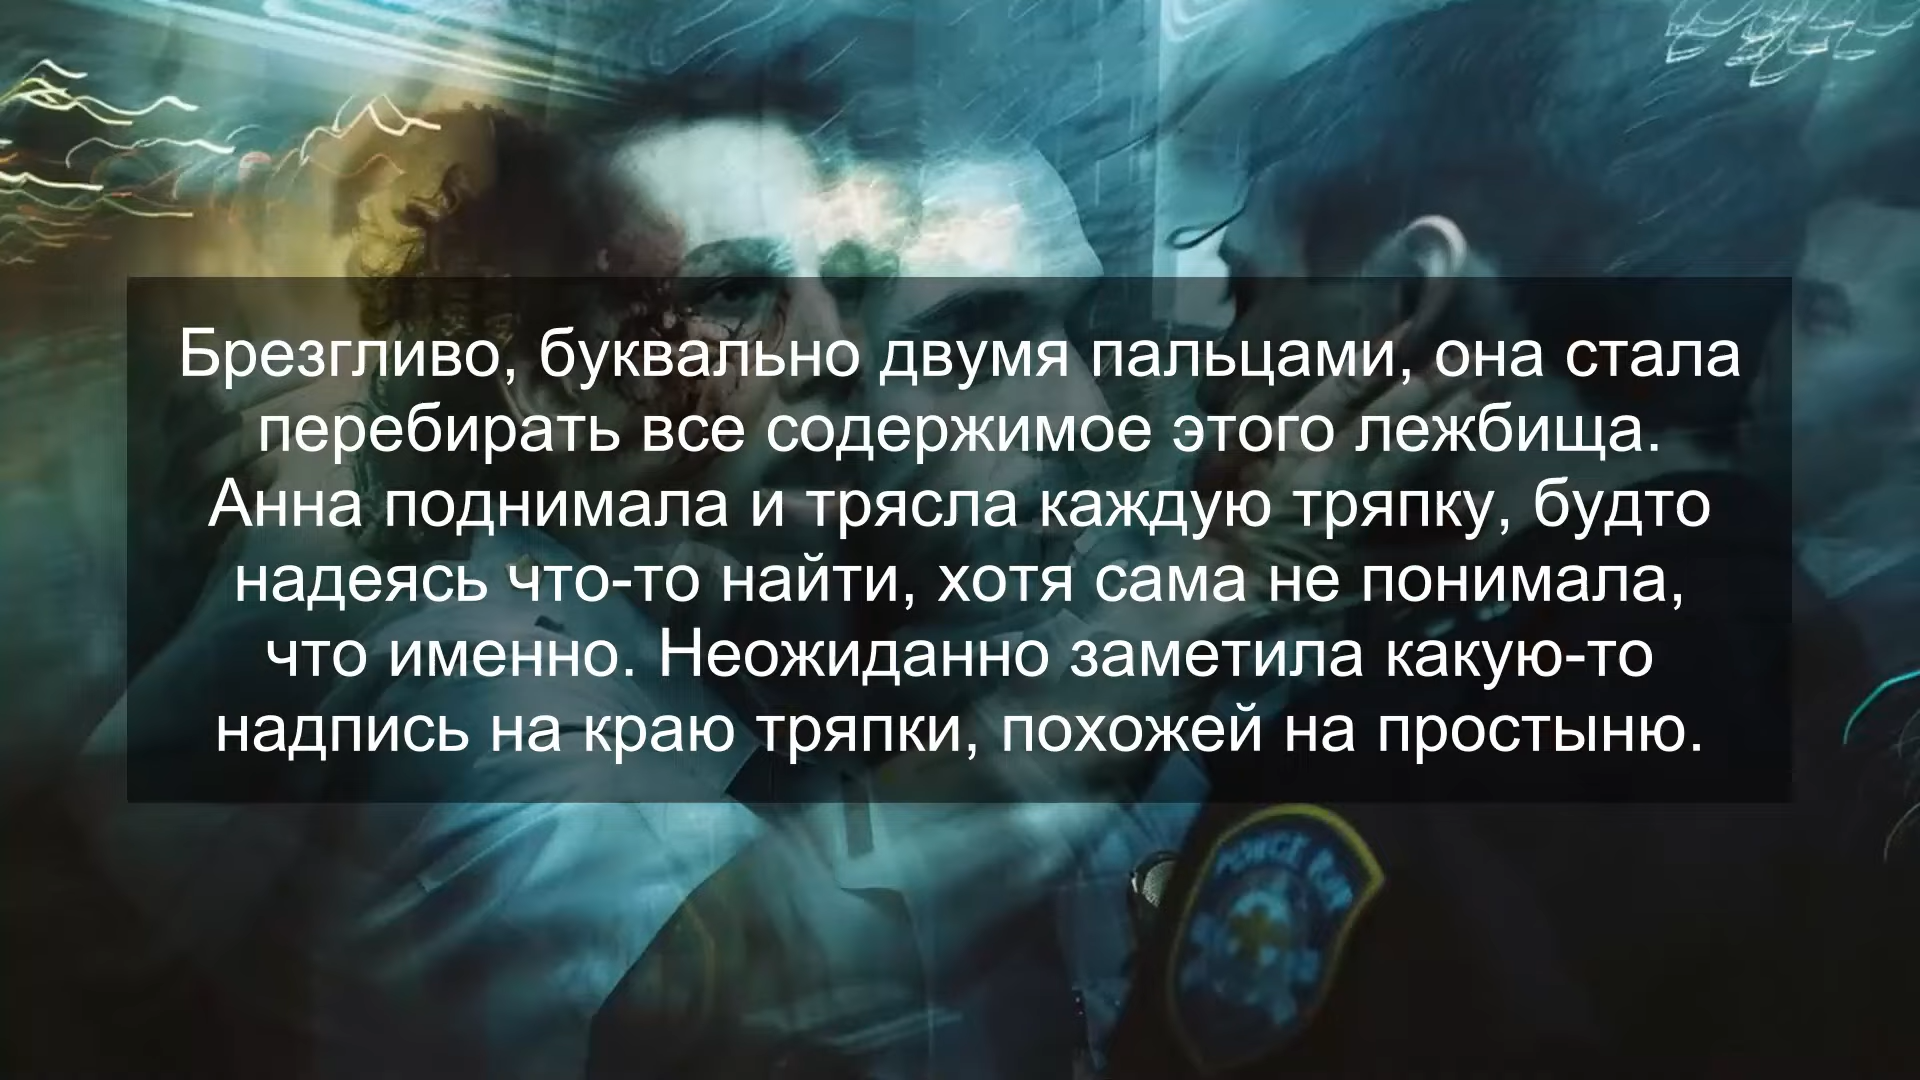 Брезгливо, буквально двумя пальцами, она стала
перебирать все содержимое этого лежбища.
Анна поднимала и трясла каждую тряпку, будто
надеясь что-то найти, хотя сама не понимала,
что именно. Неожиданно заметила какую-то
надпись на краю тряпки, похожей на простыню.